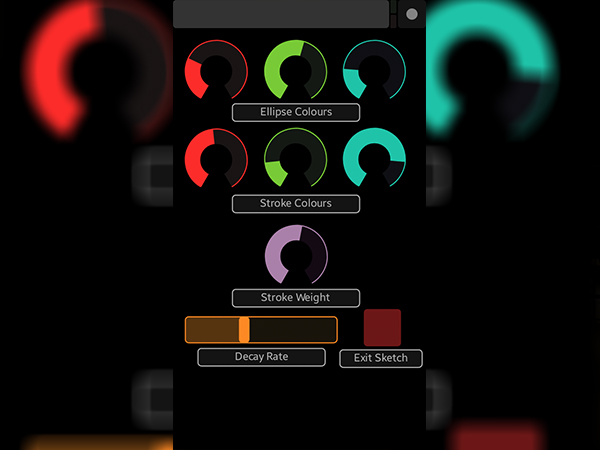 Ellipse Colours
Stroke Colours
Stroke Weight
Decay Rate
Exit Sketch